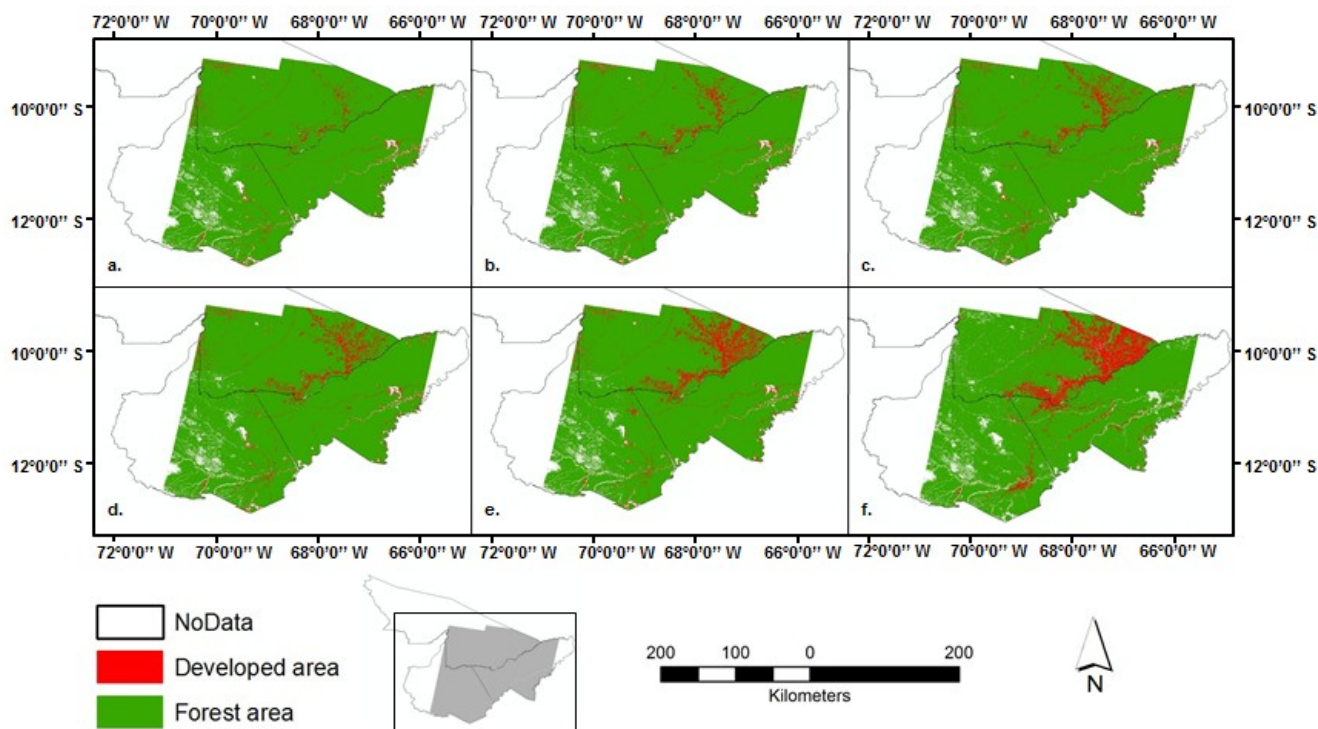 72°0'0'' W 70°0'0'' W 68°0'0'' W 66°0'0'' W 72°0'0'' W 70°0'0'' W 68°0'0'' W 66°0'0'' W 72°0'0'' W 70°0'0'' W 68°0'0'' W 66°0'0'' W
10°0'0'' S 10°0'0'' S
12°0'0'' S 12°0'0'' S
a. b. c.
10°0'0'' S 10°0'0'' S
12°0'0'' S 12°0'0'' S
d. e. f.
72°0'0'' W 70°0'0'' W 68°0'0'' W 66°0'0'' W 72°0'0'' W 70°0'0'' W 68°0'0'' W 66°0'0'' W 72°0'0'' W 70°0'0'' W 68°0'0'' W 66°0'0'' W
NoData
Developed area
Forest area
200 100 0 200
Kilometers
N